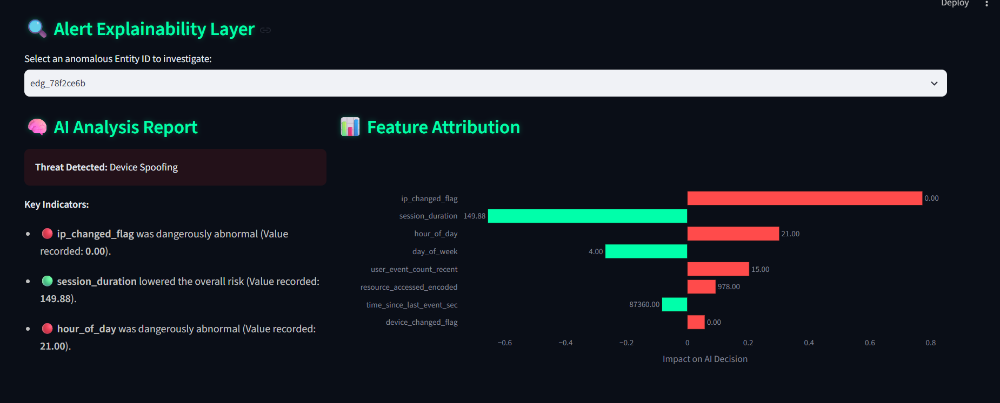 Deploy
Alert Explainability Layer
Select an anomalous Entity ID to investigate:
edg_78f2ce6b
AI Analysis Report
Threat Detected: Device Spoofing
Key Indicators:
ip_changed_flag was dangerously abnormal (Value
recorded: 0.00).
session_duration lowered the overall risk (Value recorded:
149.88).
hour_of_day was dangerously abnormal (Value recorded:
21.00).
Feature Attribution
ip_changed_flag 0.00
session_duration 149.88
hour_of_day 21.00
day_of_week 4.00
user_event_count_recent 15.00
resource_accessed_encoded 978.00
time_since_last_event_sec 87360.00
device_changed_flag 0.00
−0.6 −0.4 −0.2 0 0.2 0.4 0.6 0.8
Impact on AI Decision